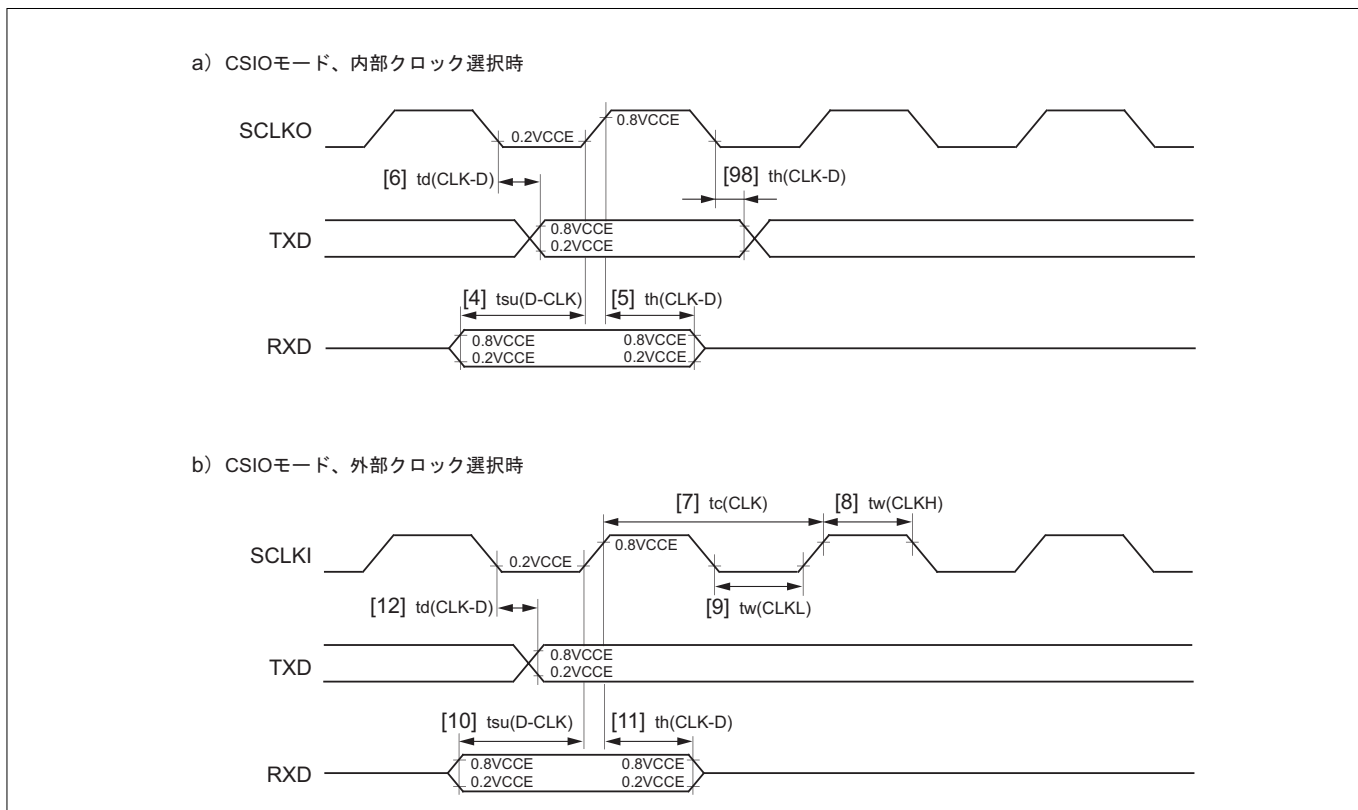 a）CSIOモード、内部クロック選択時
SCLKO
0.2VCCE
0.8VCCE
[6] td(CLK-D)
[98] th(CLK-D)
TXD
0.8VCCE
0.2VCCE
[4] tsu(D-CLK)
[5] th(CLK-D)
RXD
0.8VCCE
0.8VCCE
0.2VCCE
0.2VCCE
b）CSIOモード、外部クロック選択時
[7] tc(CLK)
[8] tw(CLKH)
SCLKI
0.2VCCE
0.8VCCE
[12] td(CLK-D)
[9] tw(CLKL)
TXD
0.8VCCE
0.2VCCE
[10] tsu(D-CLK)
[11] th(CLK-D)
RXD
0.8VCCE
0.8VCCE
0.2VCCE
0.2VCCE